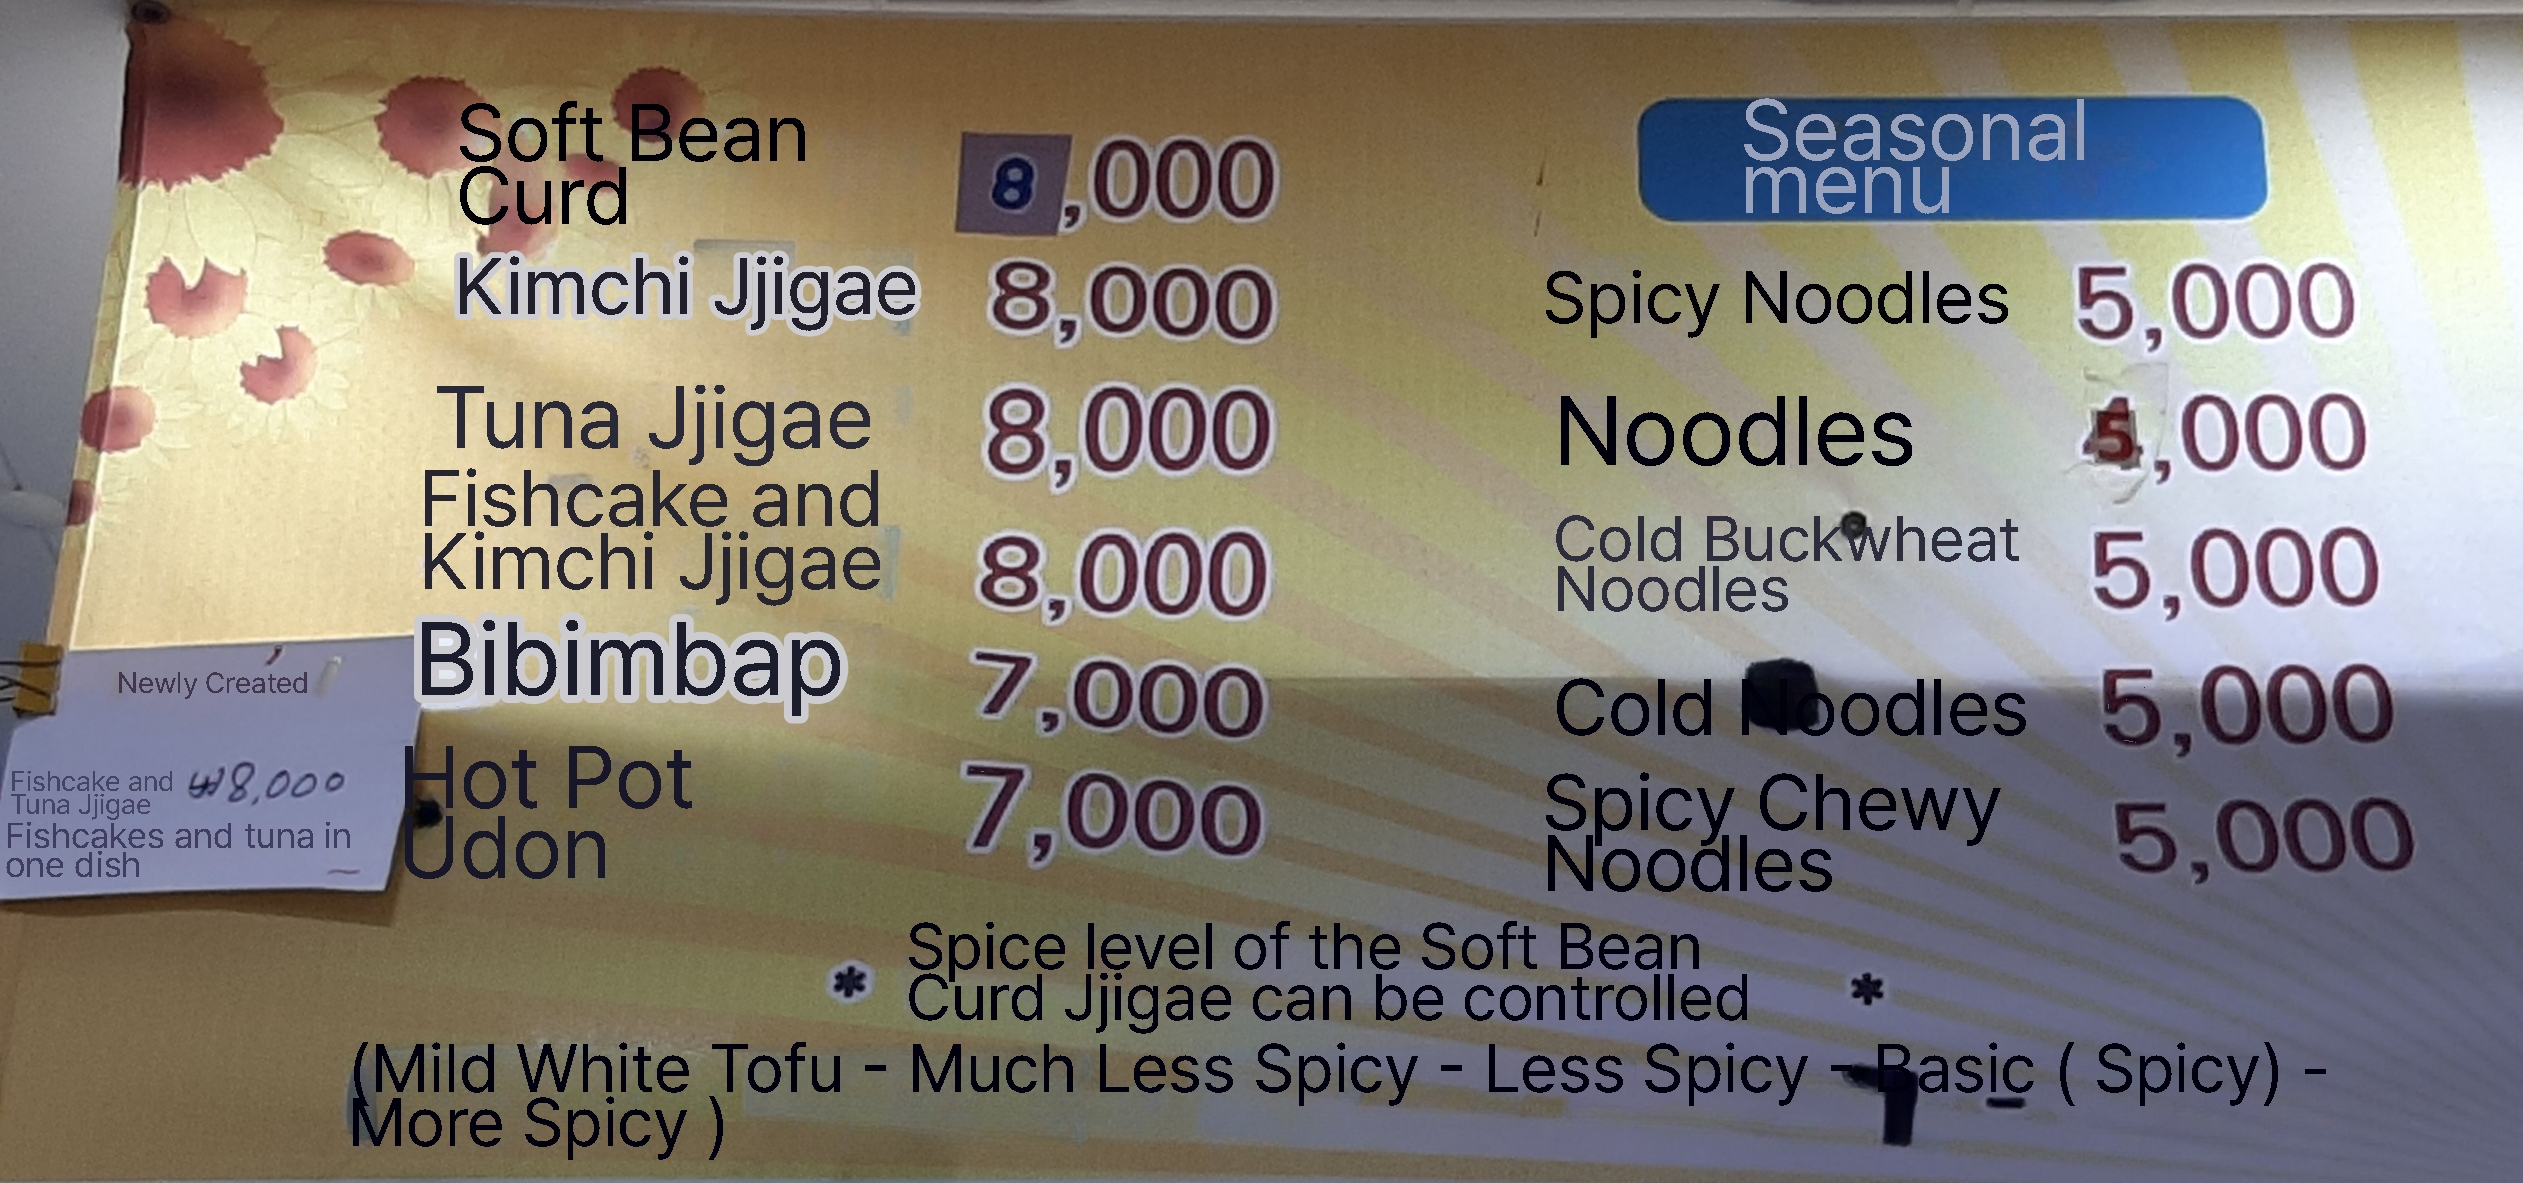 Soft Bean
Curd
8,000
Kimchi Jjigae 8,000
Tuna Jjigae 8,000
Fishcake and
Kimchi Jjigae 8,000
Bibimbap 7,000
Hot Pot
Udon 7,000
Newly Created
Fishcake and
Tuna Jjigae
₩8,000
Fishcakes and tuna in
one dish
Seasonal
menu
Spicy Noodles 5,000
Noodles 5,000
Cold Buckwheat
Noodles 5,000
Cold Noodles 5,000
Spicy Chewy
Noodles 5,000
* Spice level of the Soft Bean
Curd Jjigae can be controlled *
(Mild White Tofu - Much Less Spicy - Less Spicy - Basic ( Spicy) -
More Spicy )